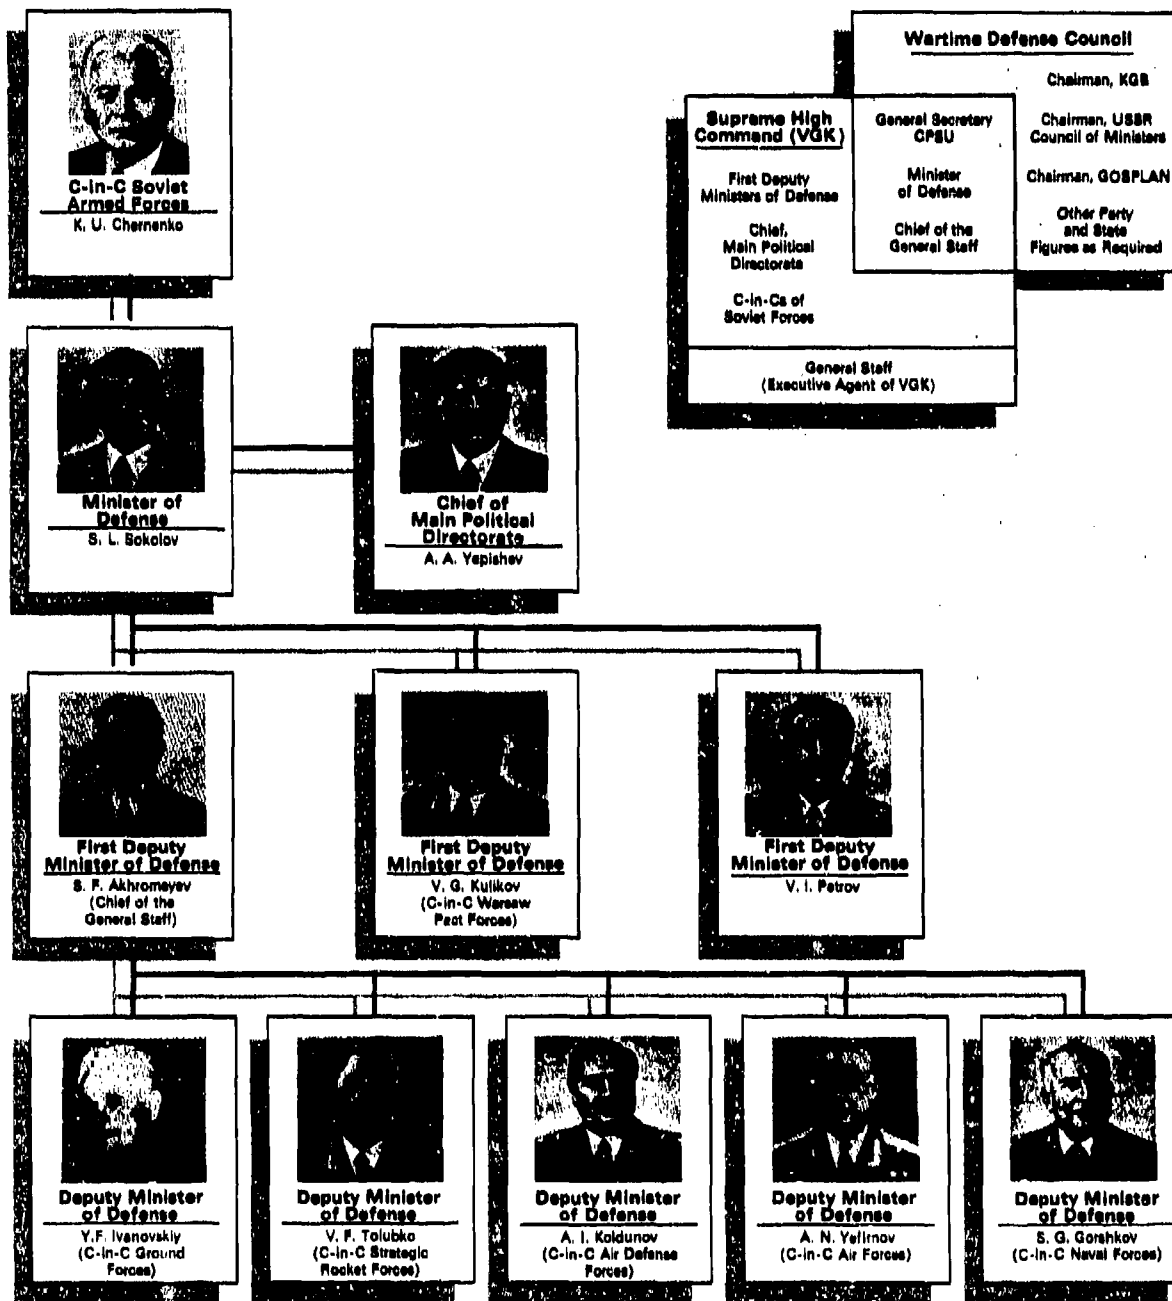 C-in-C Soviet
Armed Forces
K. U. Chernenko
Wartime Defense Council
Chairman, KGB
Chairman, USSR
Council of Ministers
Chairman, GOSPLAN
Other Party
and State
Figures as Required
General Secretary
CPSU
Minister
of Defense
Chief of the
General Staff
Supreme High
Command (VGK)
First Deputy
Ministers of Defense
Chief,
Main Political
Directorate
C-in-Cs of
Soviet Forces
General Staff
(Executive Agent of VGK)
Minister of
Defense
S. L. Sokolov
Chief of
Main Political
Directorate
A. A. Yepishev
First Deputy
Minister of Defense
S. F. Akhromeyev
(Chief of the
General Staff)
First Deputy
Minister of Defense
V. G. Kulikov
(C-in-C Warsaw
Pact Forces)
First Deputy
Minister of Defense
V. I. Petrov
Deputy Minister
of Defense
Y.F. Ivanovskiy
(C-in-C Ground
Forces)
Deputy Minister
of Defense
V. F. Tolubko
(C-in-C Strategic
Rocket Forces)
Deputy Minister
of Defense
A. I. Koldunov
(C-in-C Air Defense
Forces)
Deputy Minister
of Defense
A. N. Yefimov
(C-in-C Air Forces)
Deputy Minister
of Defense
S. G. Gorshkov
(C-in-C Naval Forces)